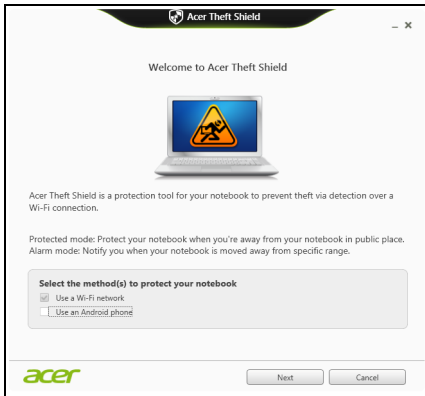 Acer Theft Shield
Welcome to Acer Theft Shield
Acer Theft Shield is a protection tool for your notebook to prevent theft via detection over a
Wi-Fi connection.
Protected mode: Protect your notebook when you're away from your notebook in public place.
Alarm mode: Notify you when your notebook is moved away from specific range.
Select the method(s) to protect your notebook
Use a Wi-Fi network
Use an Android phone
acer
Next
Cancel